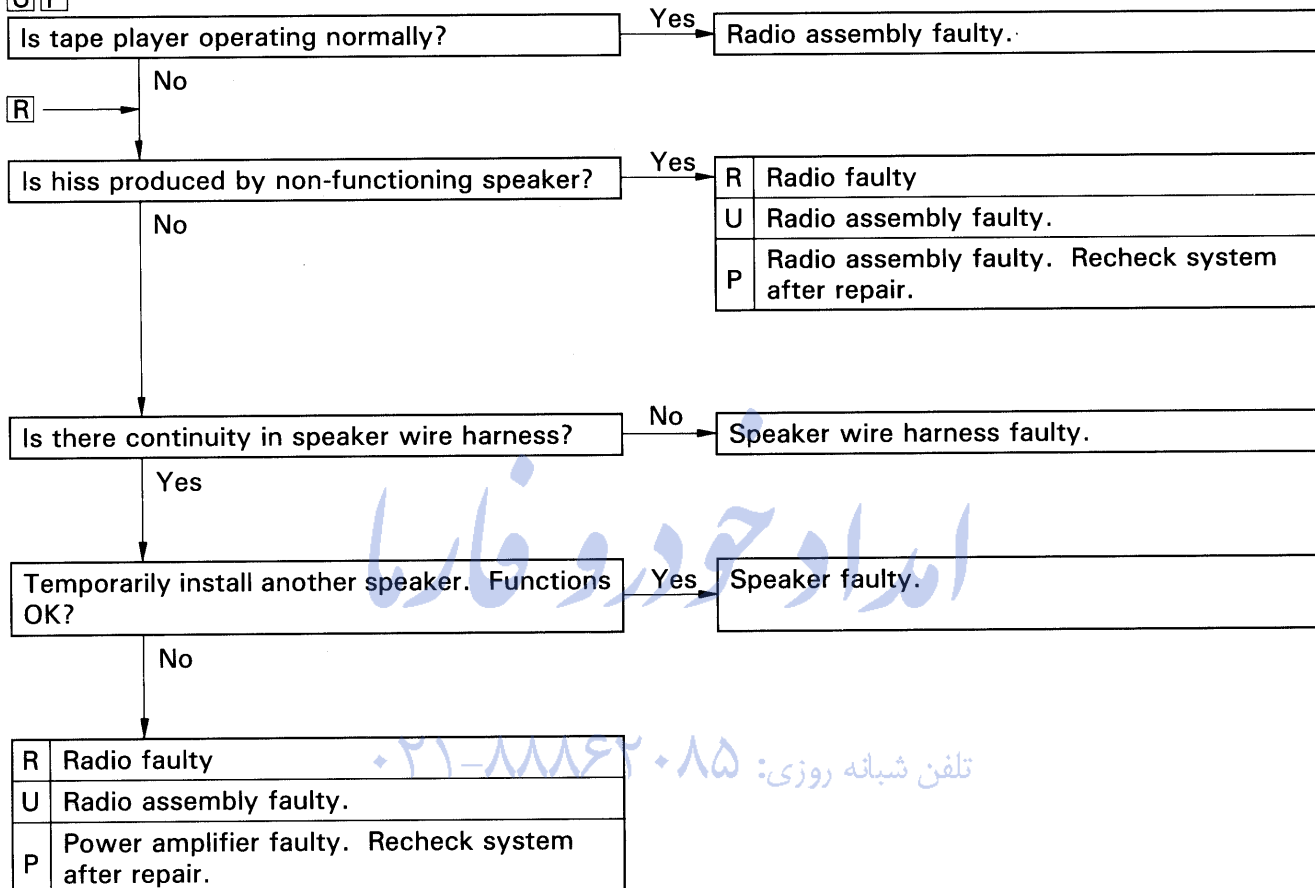 U P
Is tape player operating normally?
Yes
Radio assembly faulty.
No
R
Is hiss produced by non-functioning speaker?
Yes
R Radio faulty
U Radio assembly faulty.
P Radio assembly faulty. Recheck system
after repair.
No
Is there continuity in speaker wire harness?
No
Speaker wire harness faulty.
Yes
امداد خودرو فارسا
Temporarily install another speaker. Functions
OK?
Yes
Speaker faulty.
No
تلفن شبانه روزی: ۰۲۱-۸۸۸۶۲۰۸۵
R Radio faulty
U Radio assembly faulty.
P Power amplifier faulty. Recheck system
after repair.